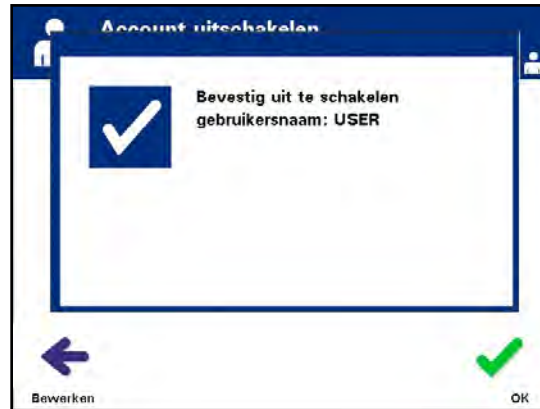 Account uitschakelen
Bevestig uit te schakelen
gebruikersnaam: USER
Bewerken
OK